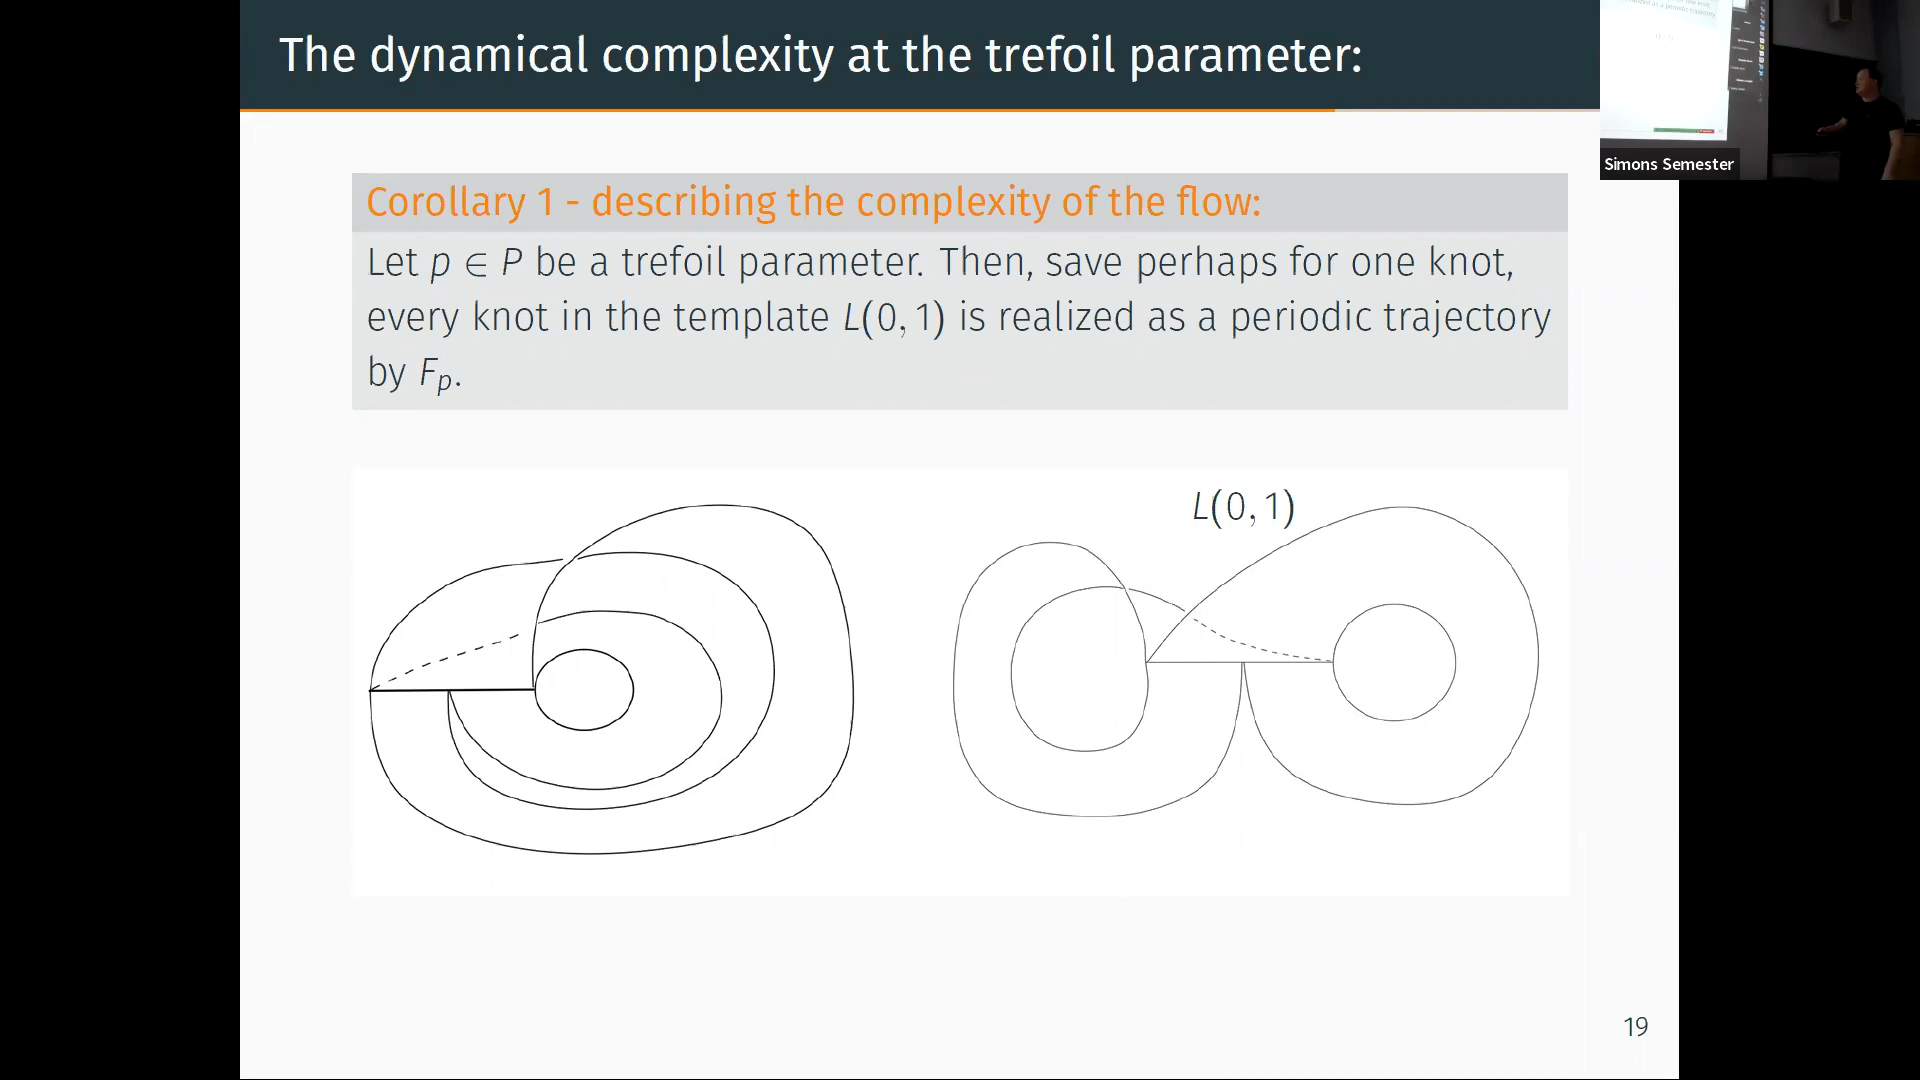 The dynamical complexity at the trefoil parameter:
Simons Semester
Corollary 1 - describing the complexity of the flow:
Let p ∈ P be a trefoil parameter. Then, save perhaps for one knot,
every knot in the template L(0, 1) is realized as a periodic trajectory
by Fₚ.
L(0, 1)
19